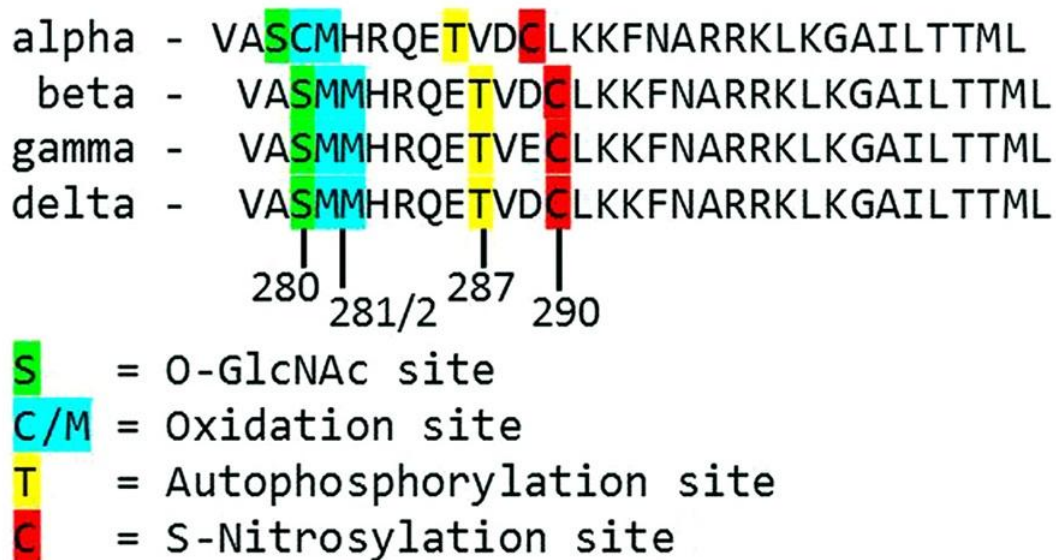 alpha - VASCMHRQETVDCLKKFNARRKLKGAILTTML
beta - VASMMHRQETVDCLKKFNARRKLKGAILTTML
gamma - VASMMHRQETVECLKKFNARRKLKGAILTTML
delta - VASMMHRQETVDCLKKFNARRKLKGAILTTML
280 281/2 287 290
S = O-GlcNAc site
C/M = Oxidation site
T = Autophosphorylation site
C = S-Nitrosylation site